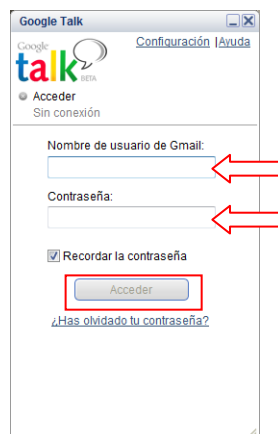 Google Talk
Configuración | Ayuda
Google
talk
BETA
Acceder
Sin conexión
Nombre de usuario de Gmail:
Contraseña:
Recordar la contraseña
Acceder
¿Has olvidado tu contraseña?